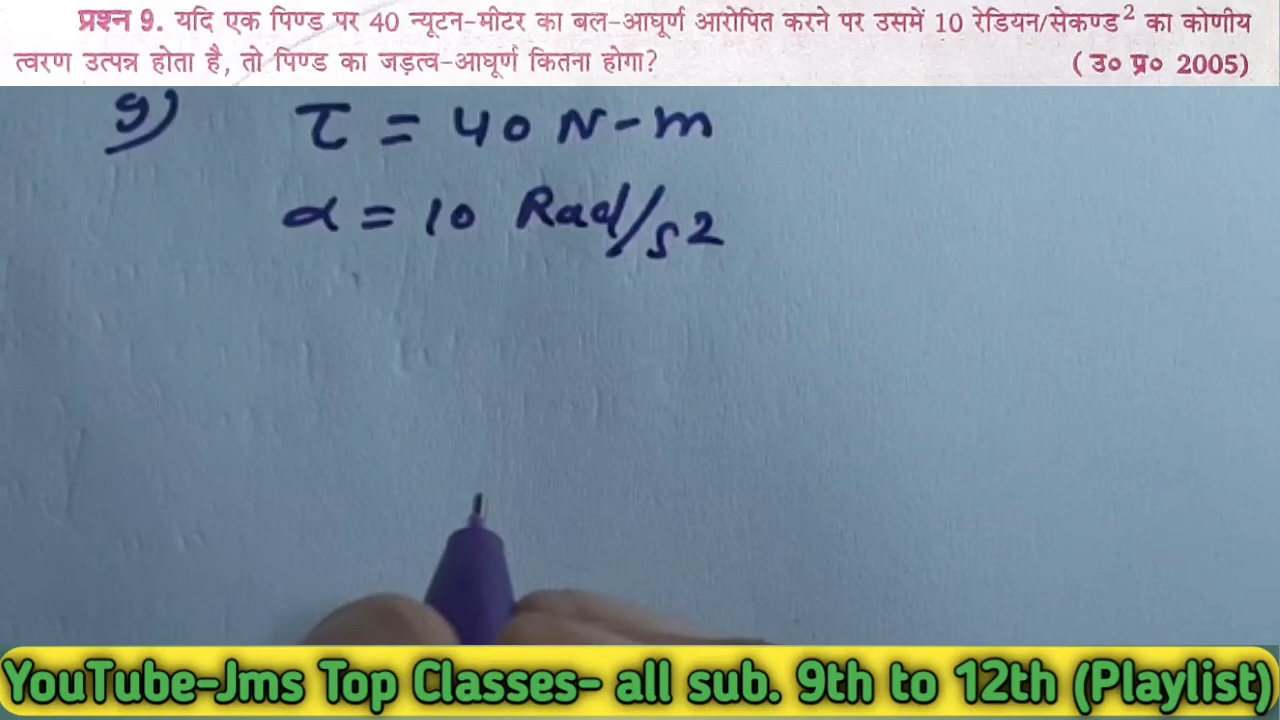 प्रश्न 9. यदि एक पिण्ड पर 40 न्यूटन-मीटर का बल-आघूर्ण आरोपित करने पर उसमें 10 रेडियन/सेकण्ड² का कोणीय
त्वरण उत्पन्न होता है, तो पिण्ड का जड़त्व-आघूर्ण कितना होगा? (उ० प्र० 2005)
9) τ = 40 N-m
α = 10 Rad/s2
YouTube-Jms Top Classes- all sub. 9th to 12th (Playlist)